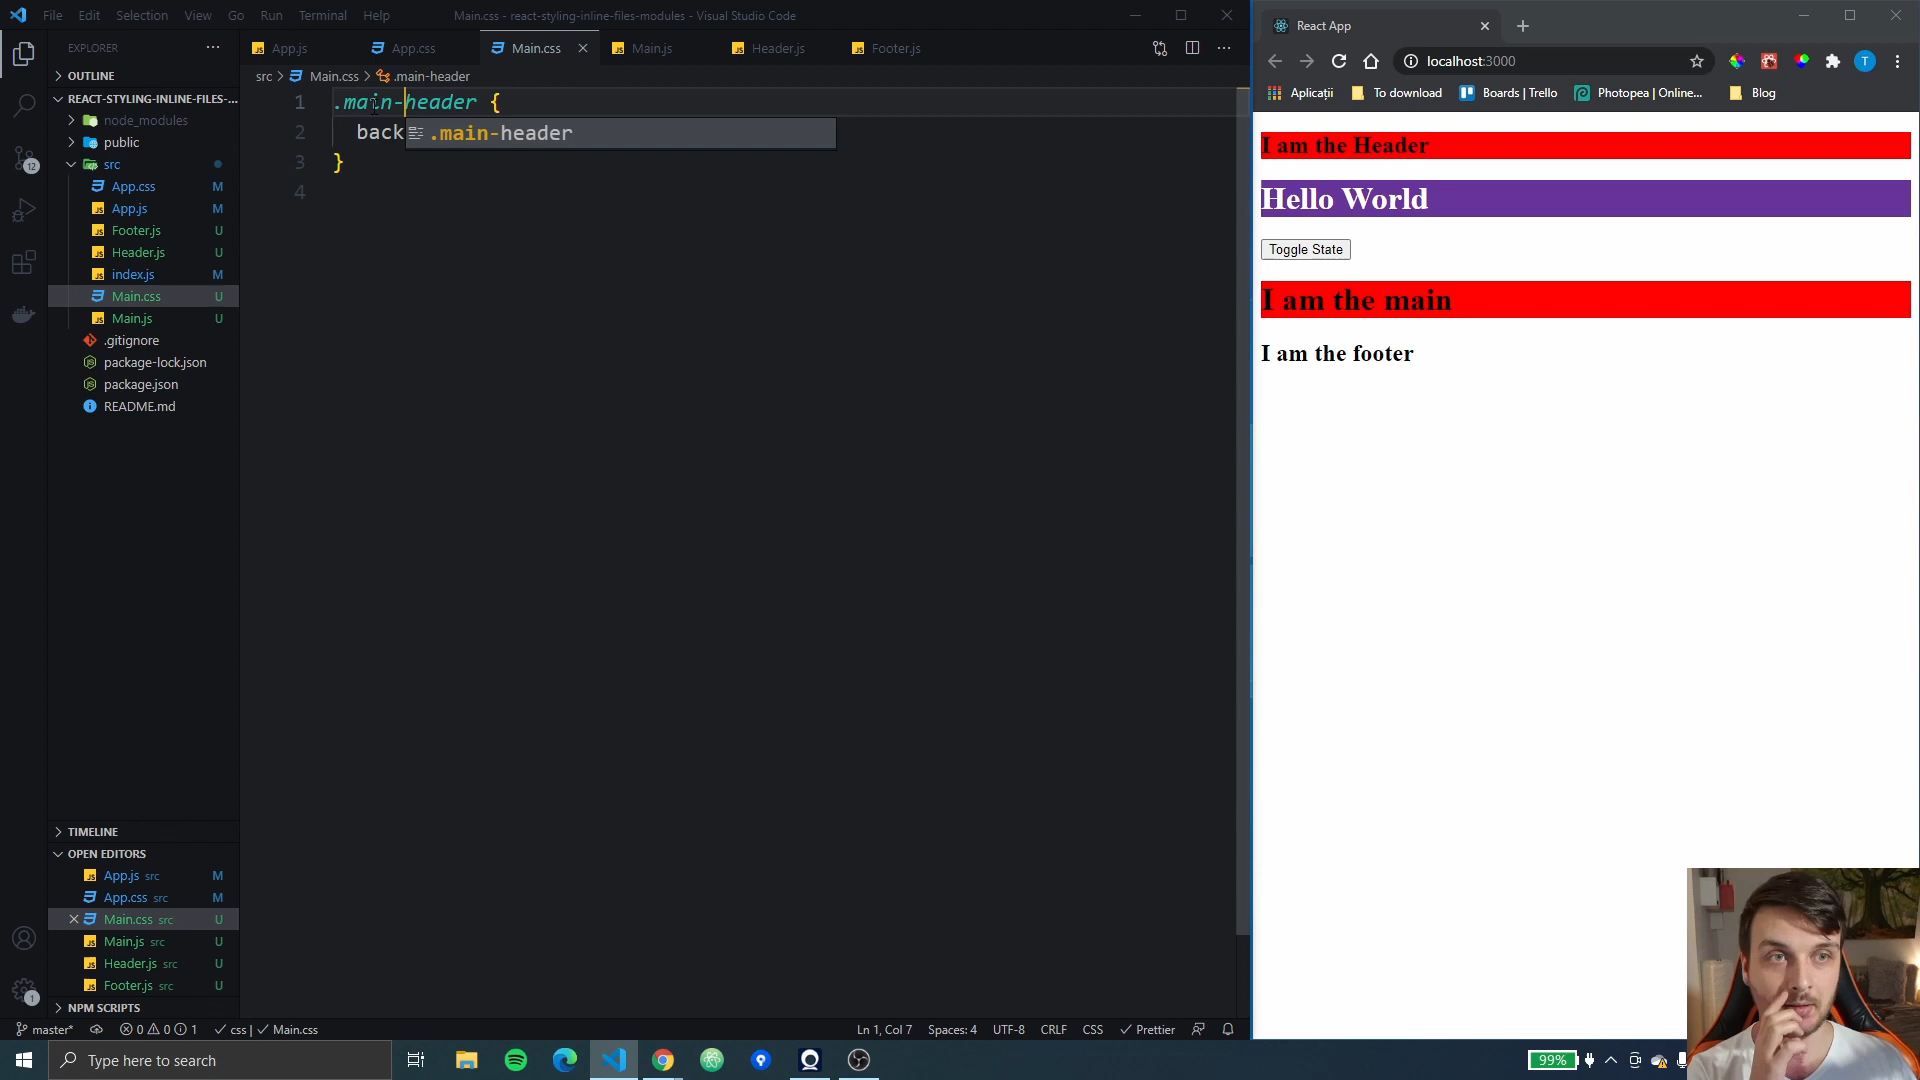 File Edit Selection View Go Run Terminal Help
Main.css - react-styling-inline-files-modules - Visual Studio Code
EXPLORER
OUTLINE
REACT-STYLING-INLINE-FILES-...
node_modules
public
src
App.css M
App.js M
Footer.js U
Header.js U
index.js M
Main.css U
Main.js U
.gitignore
package-lock.json
package.json
README.md
TIMELINE
OPEN EDITORS
App.js src M
App.css src M
Main.css src U
Main.js src U
Header.js src U
Footer.js src U
NPM SCRIPTS
12
1
App.js
App.css
Main.css
Main.js
Header.js
Footer.js
src > Main.css > .main-header
1 .main-header {
2 back
.main-header
3 }
4
master* 0 0 1 css | Main.css
Ln 1, Col 7 Spaces: 4 UTF-8 CRLF CSS Prettier
React App
localhost:3000
T
Aplicații To download Boards | Trello Photopea | Online... Blog
I am the Header
Hello World
Toggle State
I am the main
I am the footer
Type here to search
99%